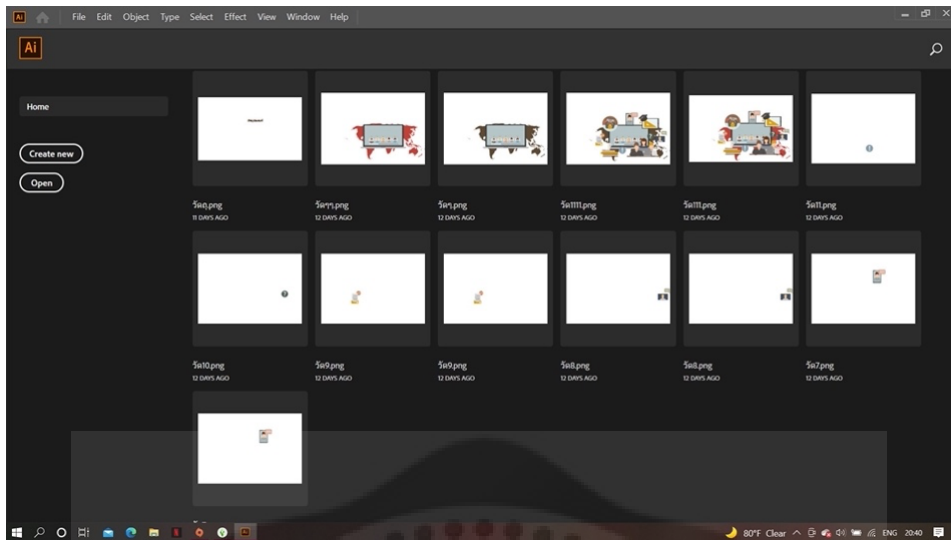 Ai File Edit Object Type Select Effect View Window Help
Ai
Home
Create new
Open
วัดฤ.png วัดๆๆ.png วัดๆ.png วัด1111.png วัด111.png วัด11.png
11 DAYS AGO 12 DAYS AGO 12 DAYS AGO 12 DAYS AGO 12 DAYS AGO 12 DAYS AGO
วัด10.png วัด9.png วัด9.png วัด8.png วัด8.png วัด7.png
12 DAYS AGO 12 DAYS AGO 12 DAYS AGO 12 DAYS AGO 12 DAYS AGO 12 DAYS AGO
80°F Clear ENG 20:40